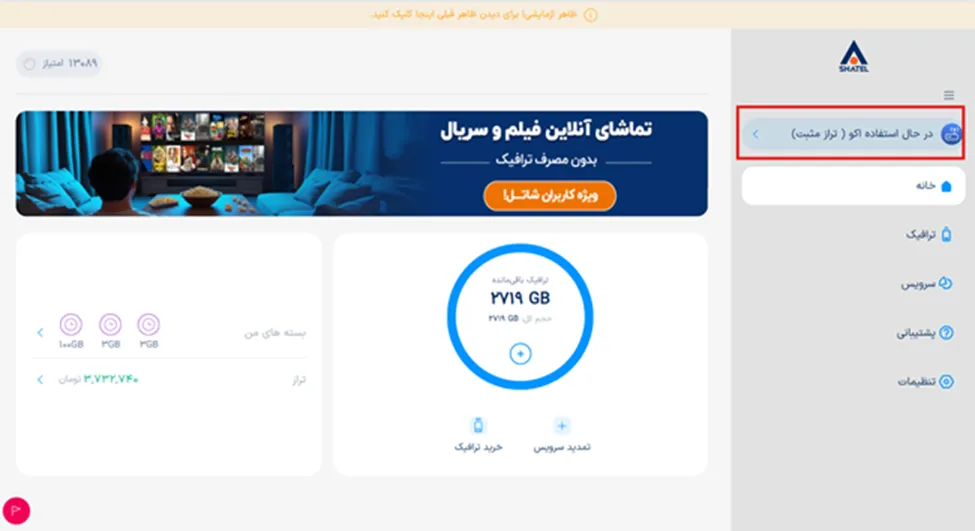 ظاهر آزمایشی! برای دیدن ظاهر قبلی اینجا کلیک کنید.
SHATEL
۱۳۰۸۹ امتیاز
در حال استفاده اکو ( تراز مثبت)
خانه
ترافیک
سرویس
پشتیبانی
تنظیمات
تماشای آنلاین فیلم و سریال
بدون مصرف ترافیک
ویژه کاربران شاتــل!
ترافیک باقی‌مانده
۲۷۱۹ GB
حجم کل: ۲۷۱۹ GB
تمدید سرویس
خرید ترافیک
بسته های من
۳GB
۳GB
۱۰۰GB
تراز
۳,۷۳۲,۷۴۰ تومان